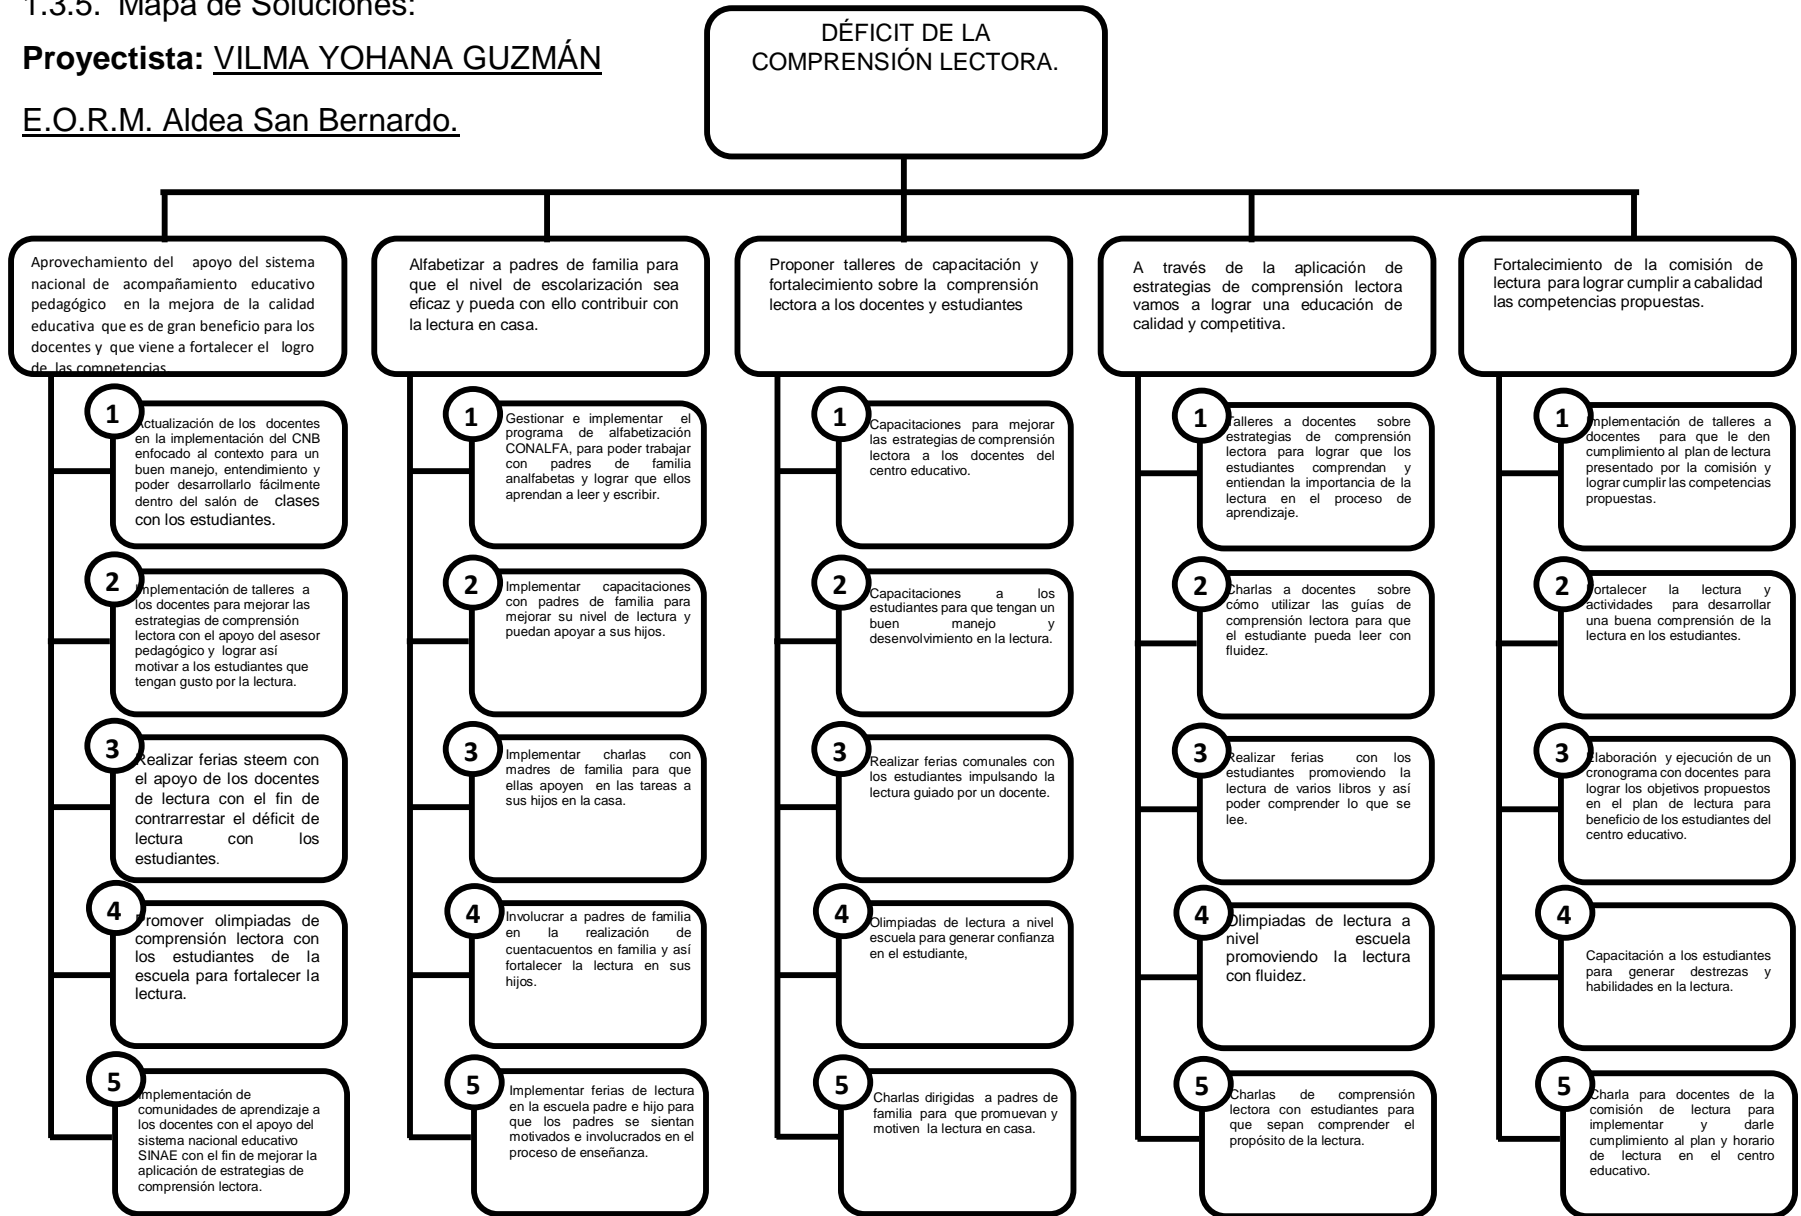 1.3.5. Mapa de Soluciones:
Proyectista: VILMA YOHANA GUZMÁN
E.O.R.M. Aldea San Bernardo.
DÉFICIT DE LA
COMPRENSIÓN LECTORA.
Aprovechamiento del apoyo del sistema
nacional de acompañamiento educativo
pedagógico en la mejora de la calidad
educativa que es de gran beneficio para los
docentes y que viene a fortalecer el logro
de las competencias
1
Actualización de los docentes
en la implementación del CNB
enfocado al contexto para un
buen manejo, entendimiento y
poder desarrollarlo fácilmente
dentro del salón de clases
con los estudiantes.
2
Implementación de talleres a
los docentes para mejorar las
estrategias de comprensión
lectora con el apoyo del asesor
pedagógico y lograr así
motivar a los estudiantes que
tengan gusto por la lectura.
3
Realizar ferias steem con
el apoyo de los docentes
de lectura con el fin de
contrarrestar el déficit de
lectura con los
estudiantes.
4
Promover olimpiadas de
comprensión lectora con
los estudiantes de la
escuela para fortalecer la
lectura.
5
Implementación de
comunidades de aprendizaje a
los docentes con el apoyo del
sistema nacional educativo
SINAE con el fin de mejorar la
aplicación de estrategias de
comprensión lectora.
Alfabetizar a padres de familia para
que el nivel de escolarización sea
eficaz y pueda con ello contribuir con
la lectura en casa.
1
Gestionar e implementar el
programa de alfabetización
CONALFA, para poder trabajar
con padres de familia
analfabetas y lograr que ellos
aprendan a leer y escribir.
2
Implementar capacitaciones
con padres de familia para
mejorar su nivel de lectura y
puedan apoyar a sus hijos.
3
Implementar charlas con
madres de familia para que
ellas apoyen en las tareas a
sus hijos en la casa.
4
Involucrar a padres de familia
en la realización de
cuentacuentos en familia y así
fortalecer la lectura en sus
hijos.
5
Implementar ferias de lectura
en la escuela padre e hijo para
que los padres se sientan
motivados e involucrados en el
proceso de enseñanza.
Proponer talleres de capacitación y
fortalecimiento sobre la comprensión
lectora a los docentes y estudiantes
1
Capacitaciones para mejorar
las estrategias de comprensión
lectora a los docentes del
centro educativo.
2
Capacitaciones a los
estudiantes para que tengan un
buen manejo y
desenvolvimiento en la lectura.
3
Realizar ferias comunales con
los estudiantes impulsando la
lectura guiado por un docente.
4
Olimpiadas de lectura a nivel
escuela para generar confianza
en el estudiante,
5
Charlas dirigidas a padres de
familia para que promuevan y
motiven la lectura en casa.
A través de la aplicación de
estrategias de comprensión lectora
vamos a lograr una educación de
calidad y competitiva.
1
Talleres a docentes sobre
estrategias de comprensión
lectora para lograr que los
estudiantes comprendan y
entiendan la importancia de la
lectura en el proceso de
aprendizaje.
2
Charlas a docentes sobre
cómo utilizar las guías de
comprensión lectora para que
el estudiante pueda leer con
fluidez.
3
Realizar ferias con los
estudiantes promoviendo la
lectura de varios libros y así
poder comprender lo que se
lee.
4
Olimpiadas de lectura a
nivel escuela
promoviendo la lectura
con fluidez.
5
Charlas de comprensión
lectora con estudiantes para
que sepan comprender el
propósito de la lectura.
Fortalecimiento de la comisión de
lectura para lograr cumplir a cabalidad
las competencias propuestas.
1
Implementación de talleres a
docentes para que le den
cumplimiento al plan de lectura
presentado por la comisión y
lograr cumplir las competencias
propuestas.
2
Fortalecer la lectura y
actividades para desarrollar
una buena comprensión de la
lectura en los estudiantes.
3
Elaboración y ejecución de un
cronograma con docentes para
lograr los objetivos propuestos
en el plan de lectura para
beneficio de los estudiantes del
centro educativo.
4
Capacitación a los estudiantes
para generar destrezas y
habilidades en la lectura.
5
Charla para docentes de la
comisión de lectura para
implementar y darle
cumplimiento al plan y horario
de lectura en el centro
educativo.